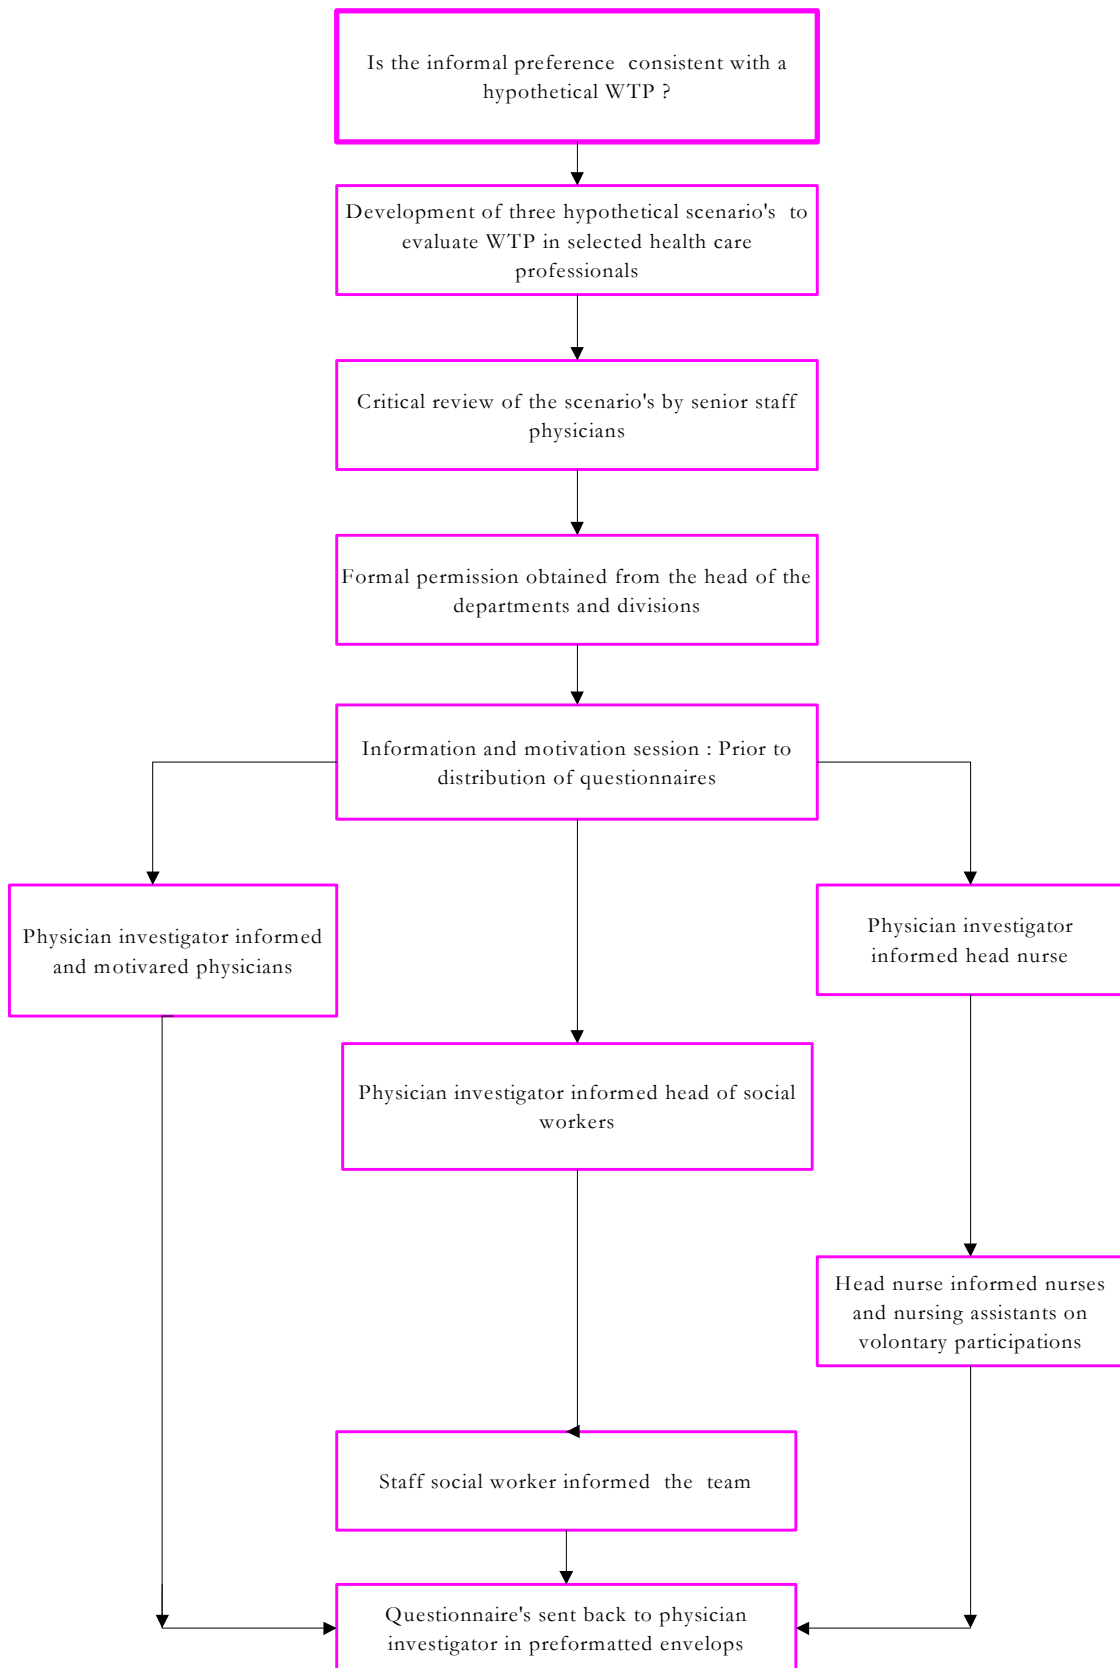 Is the informal preference consistent with a
hypothetical WTP ?
Development of three hypothetical scenario's to
evaluate WTP in selected health care
professionals
Critical review of the scenario's by senior staff
physicians
Formal permission obtained from the head of the
departments and divisions
Information and motivation session : Prior to
distribution of questionnaires
Physician investigator informed
and motivared physicians
Physician investigator
informed head nurse
Physician investigator informed head of social
workers
Head nurse informed nurses
and nursing assistants on
volontary participations
Staff social worker informed the team
Questionnaire's sent back to physician
investigator in preformatted envelops